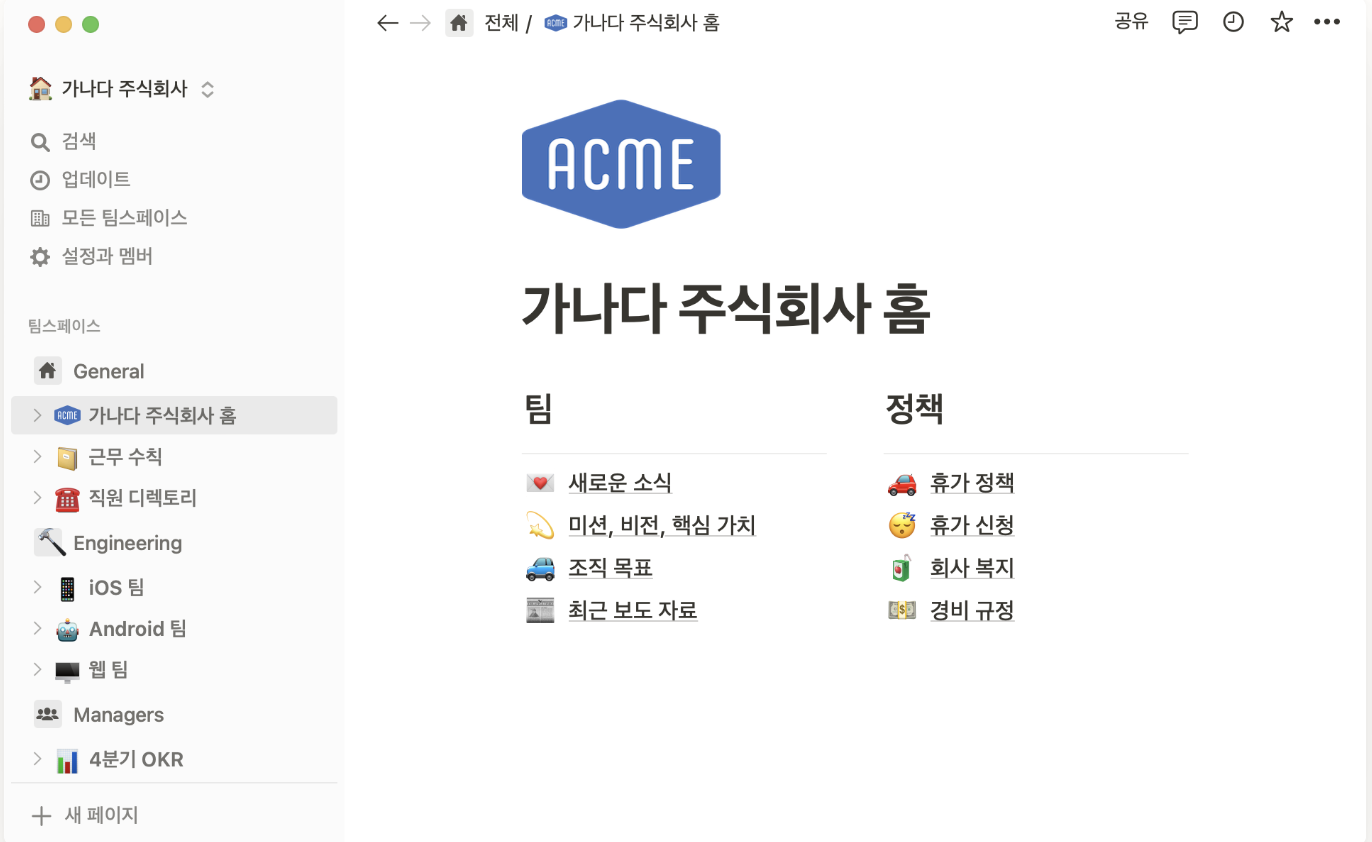 전체 / ACME 가나다 주식회사 홈
공유
가나다 주식회사
검색
업데이트
모든 팀스페이스
설정과 멤버
팀스페이스
General
ACME 가나다 주식회사 홈
근무 수칙
직원 디렉토리
Engineering
iOS 팀
Android 팀
웹 팀
Managers
4분기 OKR
새 페이지
ACME
가나다 주식회사 홈
팀
새로운 소식
미션, 비전, 핵심 가치
조직 목표
최근 보도 자료
정책
휴가 정책
휴가 신청
회사 복지
경비 규정